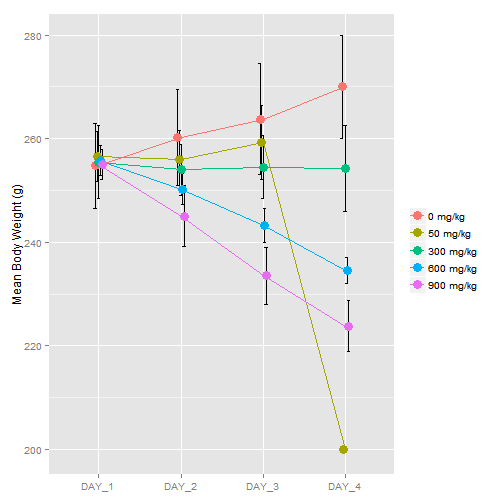 280
260
240
220
200
Mean Body Weight (g)
DAY_1 DAY_2 DAY_3 DAY_4
0 mg/kg
50 mg/kg
300 mg/kg
600 mg/kg
900 mg/kg